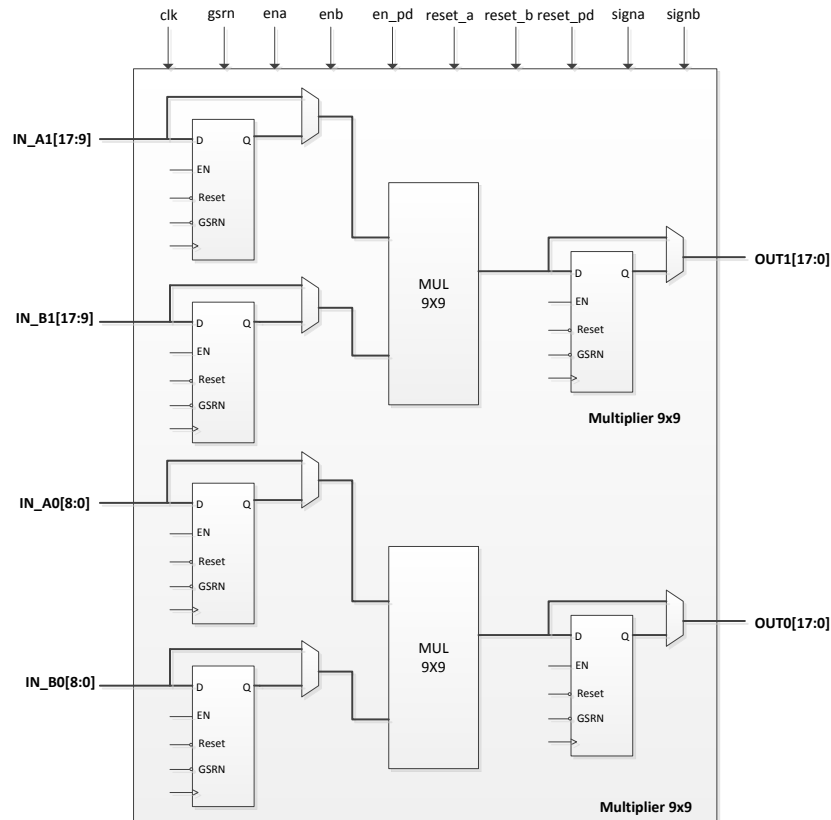 clk gsrn ena enb en_pd reset_a reset_b reset_pd signa signb
IN_A1[17:9]
D Q
EN
Reset
GSRN
IN_B1[17:9]
D Q
EN
Reset
GSRN
MUL
9X9
D Q
EN
Reset
GSRN
OUT1[17:0]
Multiplier 9x9
IN_A0[8:0]
D Q
EN
Reset
GSRN
IN_B0[8:0]
D Q
EN
Reset
GSRN
MUL
9X9
D Q
EN
Reset
GSRN
OUT0[17:0]
Multiplier 9x9